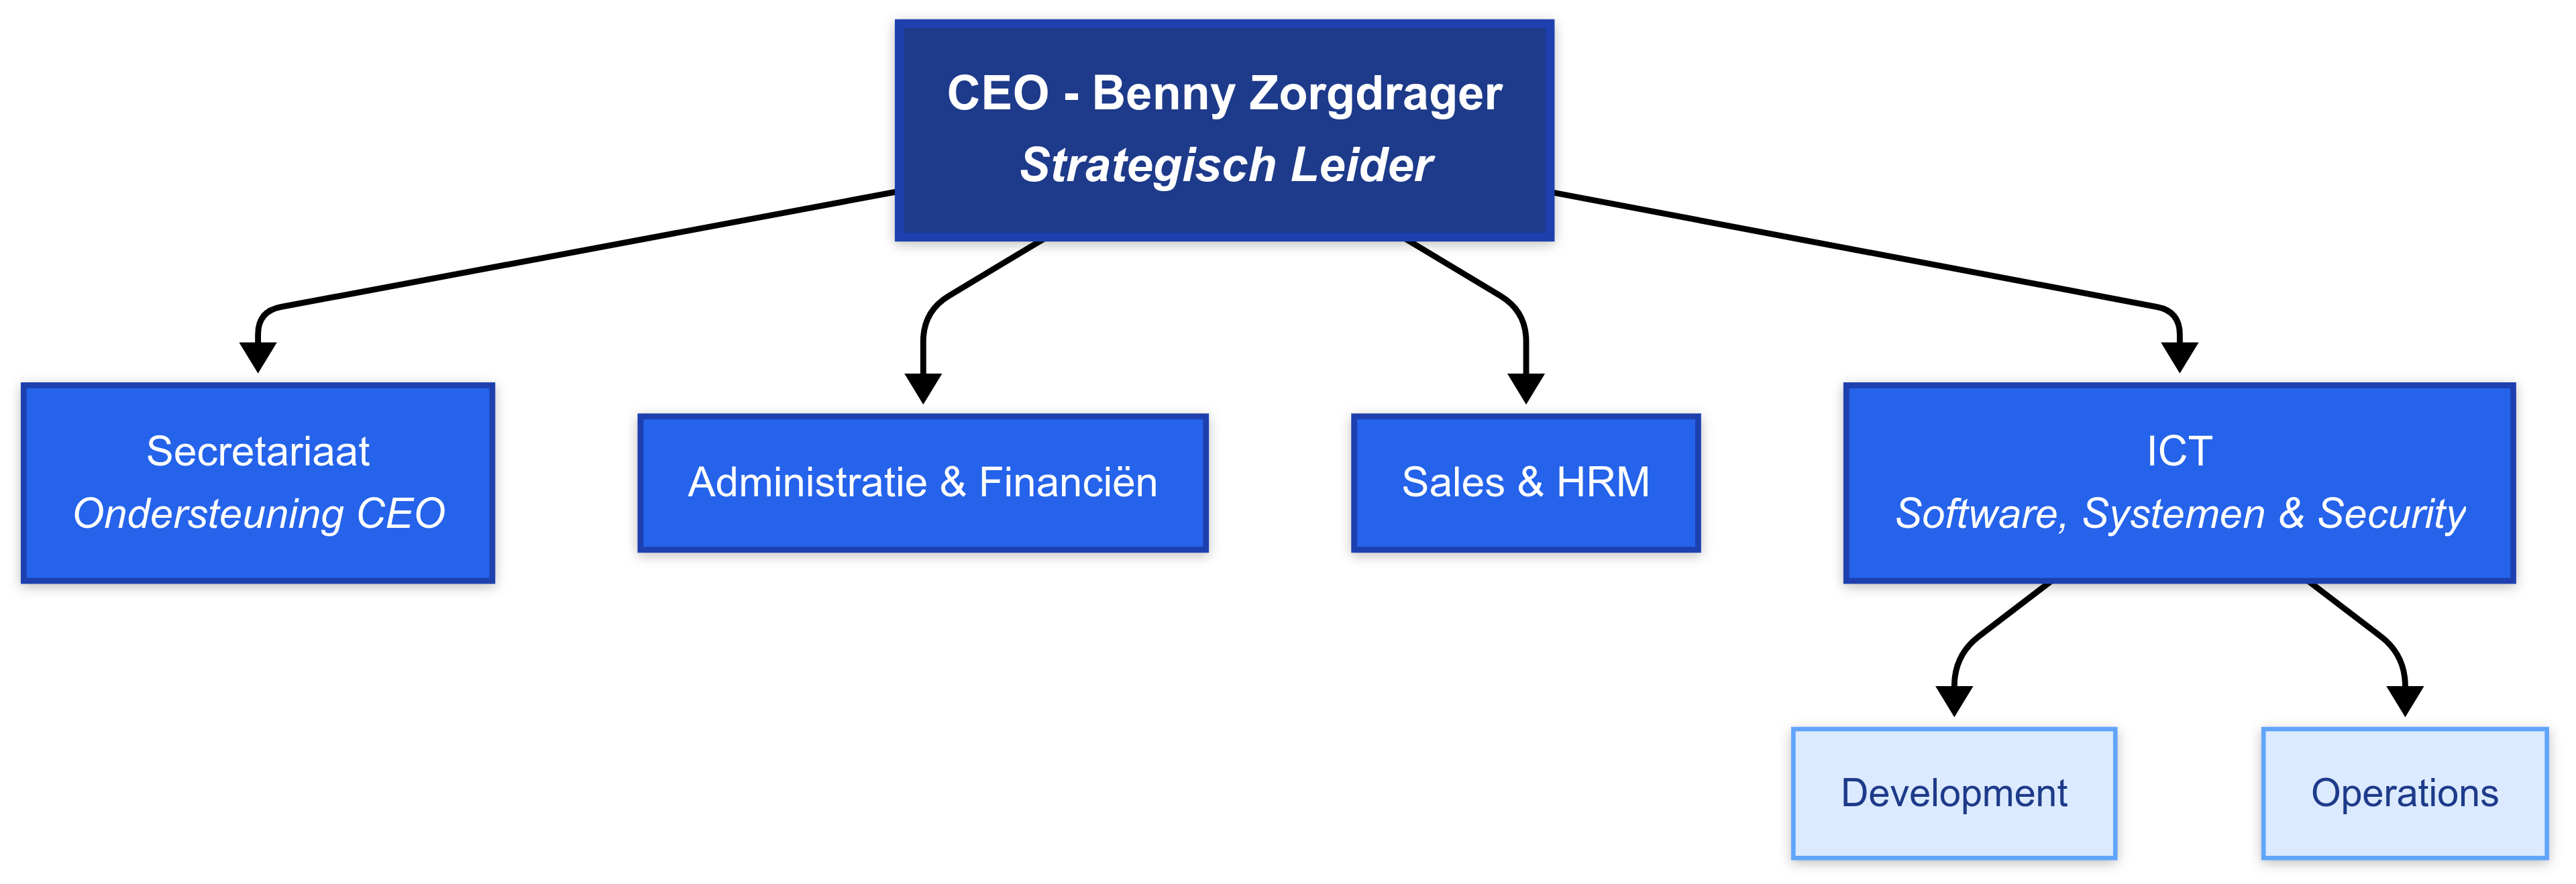 CEO - Benny Zorgdrager
Strategisch Leider
Secretariaat
Ondersteuning CEO
Administratie & Financiën
Sales & HRM
ICT
Software, Systemen & Security
Development
Operations